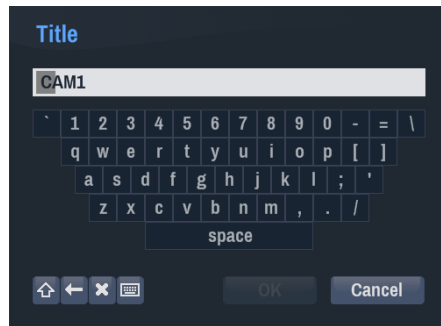 Title
CAM1
` 1 2 3 4 5 6 7 8 9 0 - = \
q w e r t y u i o p [ ]
a s d f g h j k l ; '
z x c v b n m , . /
space
OK Cancel